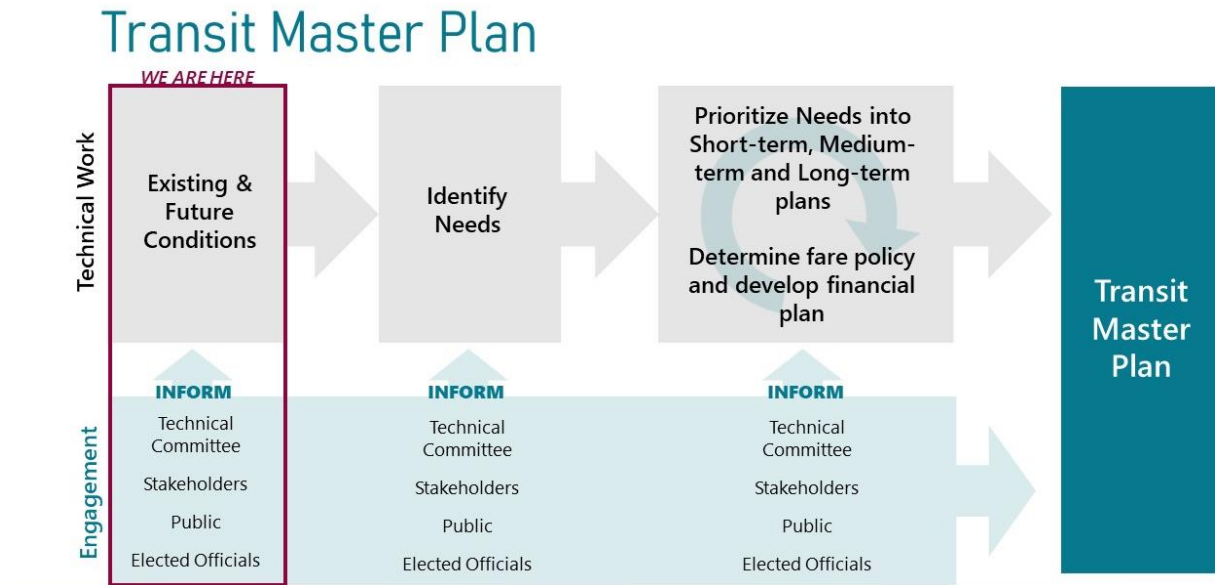 Transit Master Plan
WE ARE HERE
Technical Work
Existing &
Future
Conditions
Identify
Needs
Prioritize Needs into
Short-term, Medium-
term and Long-term
plans
Determine fare policy
and develop financial
plan
Transit
Master
Plan
Engagement
INFORM
Technical
Committee
Stakeholders
Public
Elected Officials
INFORM
Technical
Committee
Stakeholders
Public
Elected Officials
INFORM
Technical
Committee
Stakeholders
Public
Elected Officials